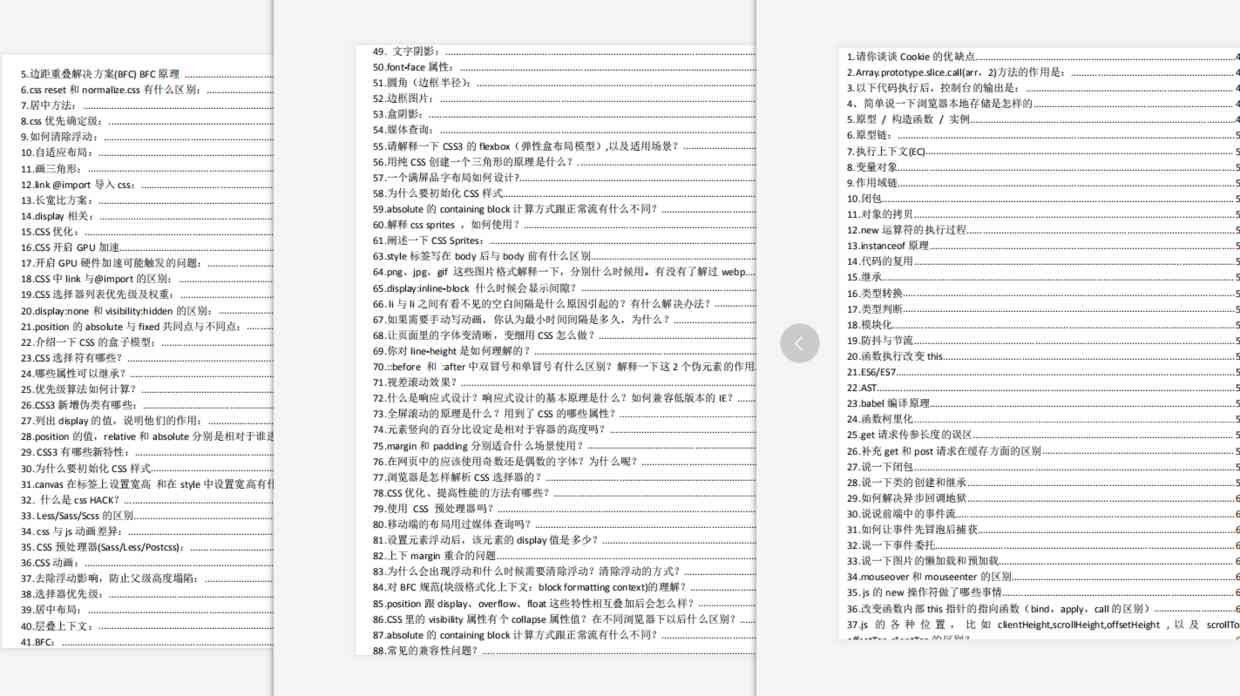 5.边距重叠解决方案(BFC) BFC 原理
6.css reset 和 normalize.css 有什么区别：
7.居中方法：
8.css 优先确定级：
9.如何清除浮动：
10.自适应布局：
11.画三角形：
12.link @import 导入 css：
13.长宽比方案：
14.display 相关：
15.CSS 优化：
16.CSS 开启 GPU 加速
17.开启 GPU 硬件加速可能触发的问题：
18.CSS 中 link 与@import 的区别：
19.CSS 选择器列表优先级及权重：
20.display:none 和 visibility:hidden 的区别：
21.position 的 absolute 与 fixed 共同点与不同点：
22.介绍一下 CSS 的盒子模型：
23.CSS 选择符有哪些？
24.哪些属性可以继承？
25.优先级算法如何计算？
26.CSS3 新增伪类有哪些：
27.列出 display 的值，说明他们的作用：
28.position 的值，relative 和 absolute 分别是相对于谁进
29.CSS3 有哪些新特性：
30.为什么要初始化 CSS 样式
31.canvas 在标签上设置宽高 和在 style 中设置宽高有什
32. 什么是 css HACK？
33. Less/Sass/Scss 的区别
34. css 与 js 动画差异：
35. CSS 预处理器(Sass/Less/Postcss)：
36.CSS 动画：
37.去除浮动影响，防止父级高度塌陷：
38.选择器优先级：
39.居中布局：
40.层叠上下文：
41.BFC：
49. 文字阴影：
50.font-face 属性：
51.圆角（边框半径）：
52.边框图片：
53.盒阴影：
54.媒体查询：
55.请解释一下 CSS3 的 flexbox（弹性盒布局模型）,以及适用场景？
56.用纯 CSS 创建一个三角形的原理是什么？
57.一个满屏品字布局如何设计?
58.为什么要初始化 CSS 样式
59.absolute 的 containing block 计算方式跟正常流有什么不同？
60.解释 css sprites ，如何使用？
61.阐述一下 CSS Sprites：
63.style 标签写在 body 后与 body 前有什么区别
64.png、jpg、gif 这些图片格式解释一下，分别什么时候用。有没有了解过 webp
65.display:inline-block 什么时候会显示间隙？
66.li 与 li 之间有看不见的空白间隔是什么原因引起的？有什么解决办法？
67.如果需要手动写动画，你认为最小时间间隔是多久，为什么？
68.让页面里的字体变清晰，变细用 CSS 怎么做？
69.你对 line-height 是如何理解的？
70.::before 和 :after 中双冒号和单冒号有什么区别？解释一下这 2 个伪元素的作用
71.视差滚动效果？
72.什么是响应式设计？响应式设计的基本原理是什么？如何兼容低版本的 IE？
73.全屏滚动的原理是什么？用到了 CSS 的哪些属性？
74.元素竖向的百分比设定是相对于容器的高度吗？
75.margin 和 padding 分别适合什么场景使用？
76.在网页中的应该使用奇数还是偶数的字体？为什么呢？
77.浏览器是怎样解析 CSS 选择器的？
78.CSS 优化、提高性能的方法有哪些？
79.使用 CSS 预处理器吗？
80.移动端的布局用过媒体查询吗？
81.设置元素浮动后，该元素的 display 值是多少？
82.上下 margin 重合的问题
83.为什么会出现浮动和什么时候需要清除浮动？清除浮动的方式？
84.对 BFC 规范(块级格式化上下文：block formatting context)的理解？
85.position 跟 display、overflow、float 这些特性相互叠加后会怎么样？
86.CSS 里的 visibility 属性有个 collapse 属性值？在不同浏览器下以后什么区别？
87.absolute 的 containing block 计算方式跟正常流有什么不同？
88.常见的兼容性问题？
1.请你谈谈 Cookie 的优缺点
2.Array.prototype.slice.call(arr，2)方法的作用是：
3.以下代码执行后，控制台的输出是：
4、简单说一下浏览器本地存储是怎样的
5.原型 / 构造函数 / 实例
6.原型链：
7.执行上下文(EC)
8.变量对象
9.作用域链
10.闭包
11.对象的拷贝
12.new 运算符的执行过程
13.instanceof 原理
14.代码的复用
15.继承
16.类型转换
17.类型判断
18.模块化
19.防抖与节流
20.函数执行改变 this
21.ES6/ES7
22.AST
23.babel 编译原理
24.函数柯里化
25.get 请求传参长度的误区
26.补充 get 和 post 请求在缓存方面的区别
27.说一下闭包
28.说一下类的创建和继承
29.如何解决异步回调地狱
30.说说前端中的事件流
31.如何让事件先冒泡后捕获
32.说一下事件委托
33.说一下图片的懒加载和预加载
34.mouseover 和 mouseenter 的区别
35. js 的 new 操作符做了哪些事情
36.改变函数内部 this 指针的指向函数（bind，apply，call 的区别）
37.js 的各种位置，比如 clientHeight,scrollHeight,offsetHeight ,以及 scrollTo